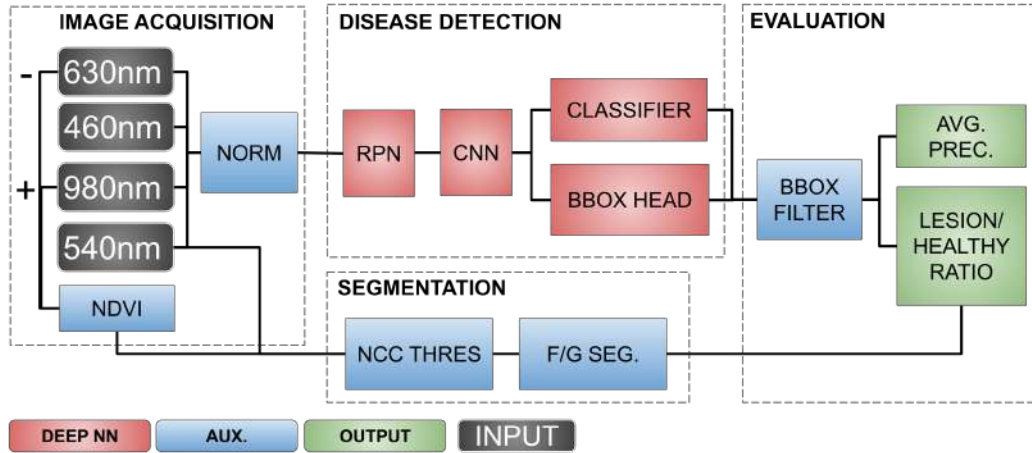 IMAGE ACQUISITION
-
630nm
460nm
+
980nm
540nm
NDVI
NORM
DISEASE DETECTION
RPN
CNN
CLASSIFIER
BBOX HEAD
SEGMENTATION
NCC THRES
F/G SEG.
EVALUATION
BBOX
FILTER
AVG.
PREC.
LESION/
HEALTHY
RATIO
DEEP NN
AUX.
OUTPUT
INPUT